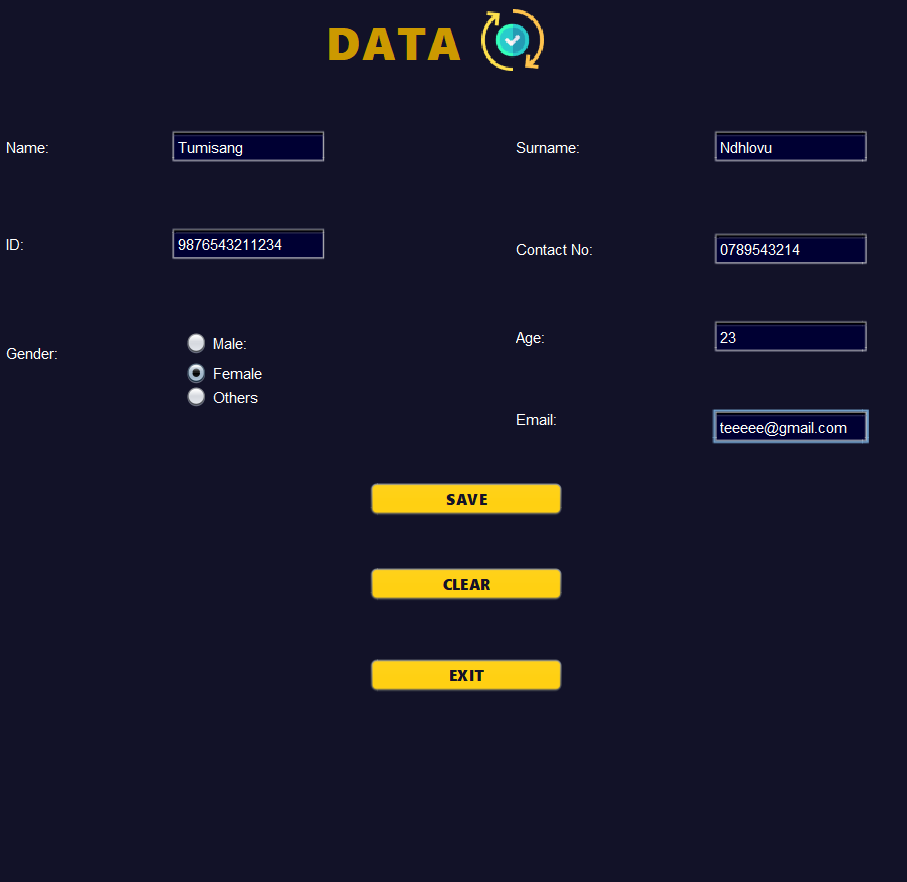 DATA
Name: Tumisang
Surname: Ndhlovu
ID: 9876543211234
Contact No: 0789543214
Gender:
Male:
Female
Others
Age: 23
Email: teeeee@gmail.com
SAVE
CLEAR
EXIT